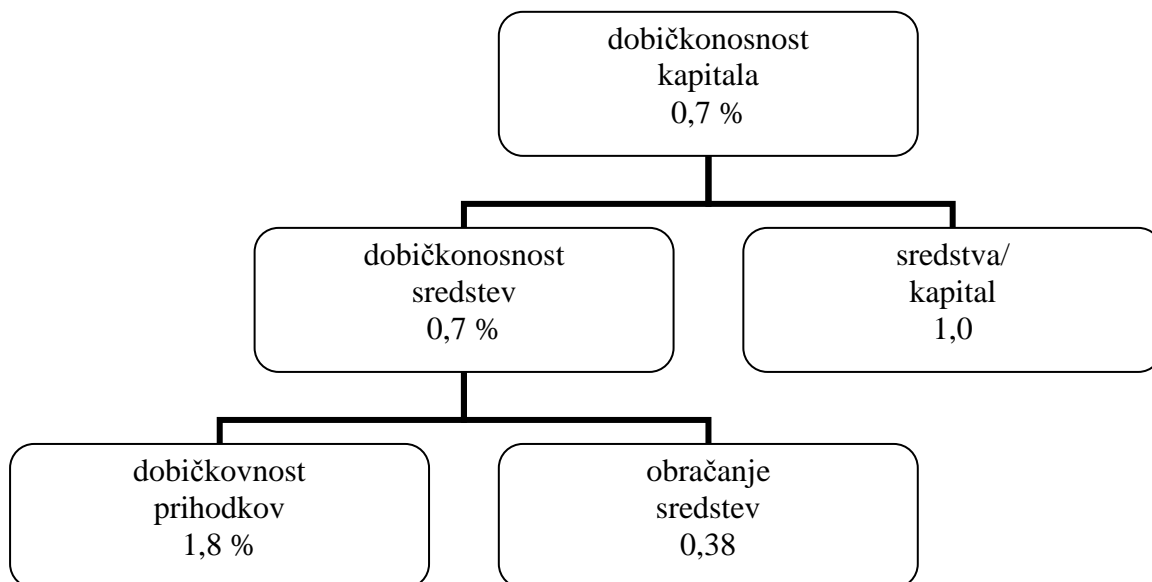 dobičkonosnost
kapitala
0,7 %
dobičkonosnost
sredstev
0,7 %
sredstva/
kapital
1,0
dobičkovnost
prihodkov
1,8 %
obračanje
sredstev
0,38